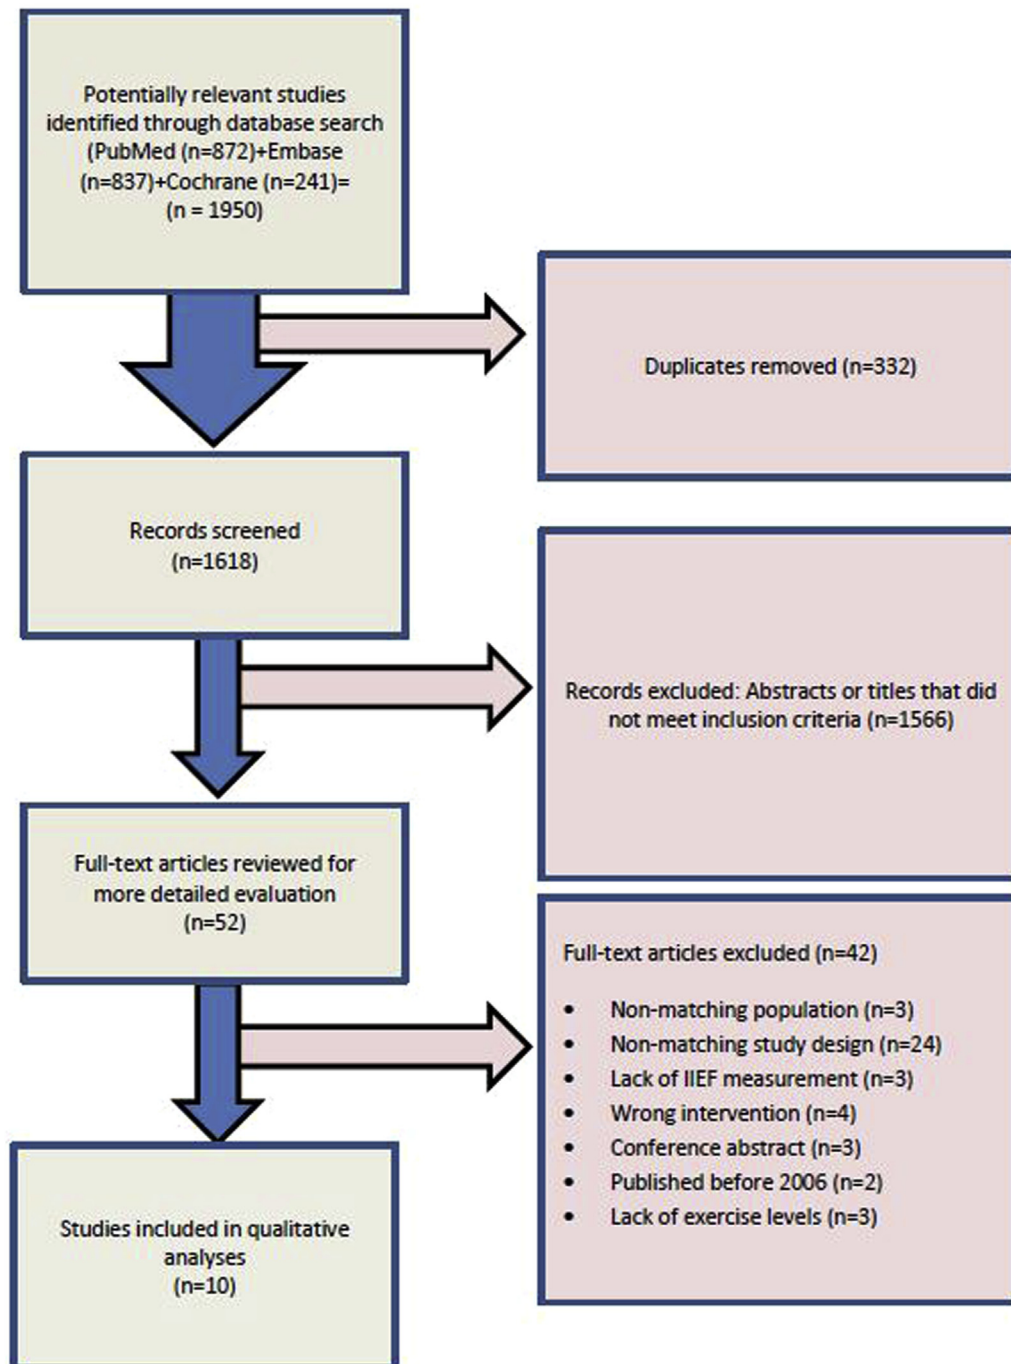 Potentially relevant studies
identified through database search
(PubMed (n=872)+Embase
(n=837)+Cochrane (n=241)=
(n = 1950)
Duplicates removed (n=332)
Records screened
(n=1618)
Records excluded: Abstracts or titles that did
not meet inclusion criteria (n=1566)
Full-text articles reviewed for
more detailed evaluation
(n=52)
Full-text articles excluded (n=42)
• Non-matching population (n=3)
• Non-matching study design (n=24)
• Lack of IIEF measurement (n=3)
• Wrong intervention (n=4)
• Conference abstract (n=3)
• Published before 2006 (n=2)
• Lack of exercise levels (n=3)
Studies included in qualitative
analyses
(n=10)